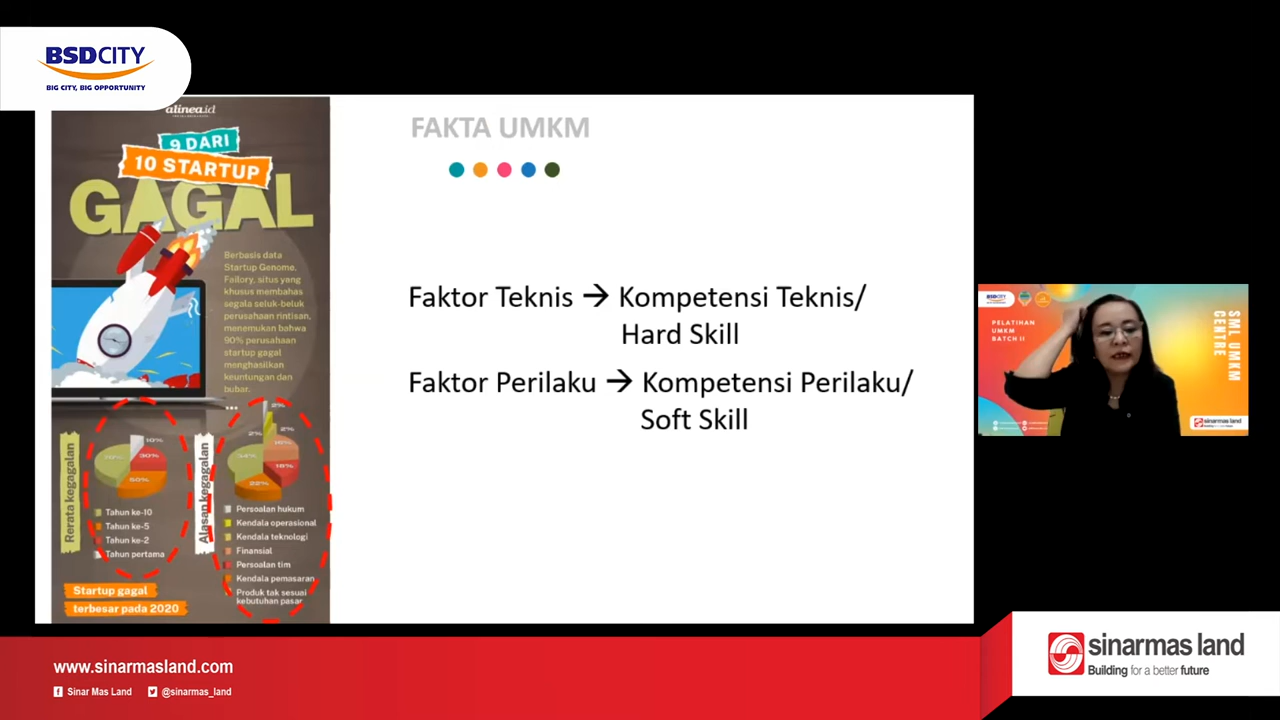 BSDCITY
BIG CITY, BIG OPPORTUNITY
alinea.id
9 DARI
10 STARTUP
GAGAL
Berbasis data
Startup Genome,
Failory, situs yang
khusus membahas
segala seluk-beluk
perusahaan rintisan,
menemukan bahwa
90% perusahaan
startup gagal
menghasilkan
keuntungan dan
bubar.
Rerata kegagalan
10%
30%
50%
Tahun ke-10
Tahun ke-5
Tahun ke-2
Tahun pertama
Alasan kegagalan
2%
2%
2%
16%
18%
22%
34%
Persoalan hukum
Kendala operasional
Kendala teknologi
Finansial
Persoalan tim
Kendala pemasaran
Produk tak sesuai
kebutuhan pasar
Startup gagal
terbesar pada 2020
FAKTA UMKM
Faktor Teknis → Kompetensi Teknis/
Hard Skill
Faktor Perilaku → Kompetensi Perilaku/
Soft Skill
BSDCITY
PELATIHAN
UMKM
BATCH II
SML UMKM
CENTRE
sinarmas land
www.sinarmasland.com
Sinar Mas Land
@sinarmas_land
sinarmas land
Building for a better future